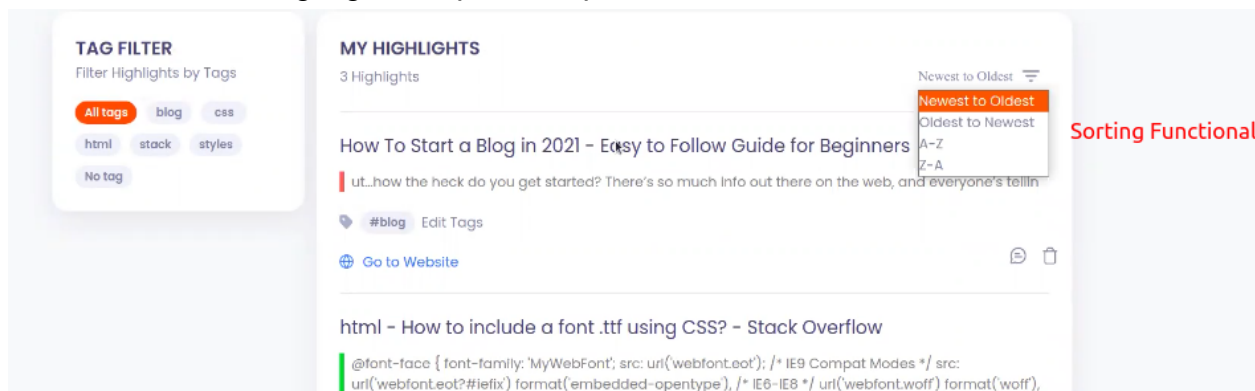 TAG FILTER
Filter Highlights by Tags
All tags blog css
html stack styles
No tag
MY HIGHLIGHTS
3 Highlights
Newest to Oldest
Newest to Oldest
Oldest to Newest
A-Z
Z-A
Sorting Functional
How To Start a Blog in 2021 - Easy to Follow Guide for Beginners
ut...how the heck do you get started? There's so much info out there on the web, and everyone's tellin
#blog Edit Tags
Go to Website
html - How to include a font .ttf using CSS? - Stack Overflow
@font-face { font-family: 'MyWebFont'; src: url('webfont.eot'); /* IE9 Compat Modes */ src:
url('webfont.eot?#iefix') format('embedded-opentype'), /* IE6-IE8 */ url('webfont.woff') format('woff'),